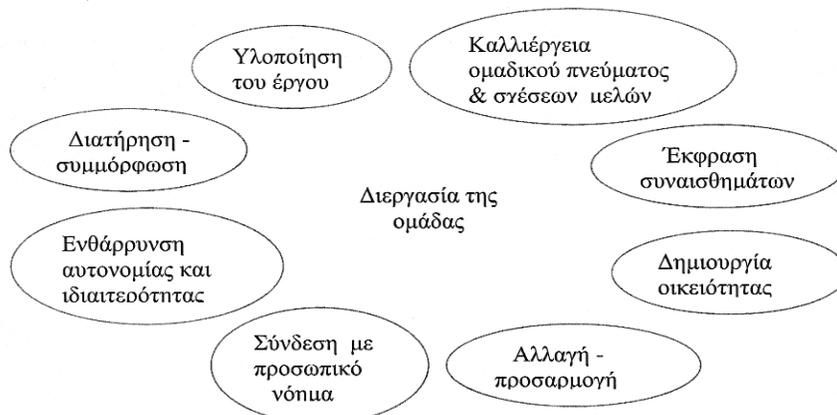 Υλοποίηση
του έργου
Καλλιέργεια
ομαδικού πνεύματος
& σχέσεων μελών
Διατήρηση -
συμμόρφωση
Έκφραση
συναισθημάτων
Διεργασία της
ομάδας
Ενθάρρυνση
αυτονομίας και
ιδιαιτερότητας
Δημιουργία
οικειότητας
Σύνδεση με
προσωπικό
νόημα
Αλλαγή -
προσαρμογή